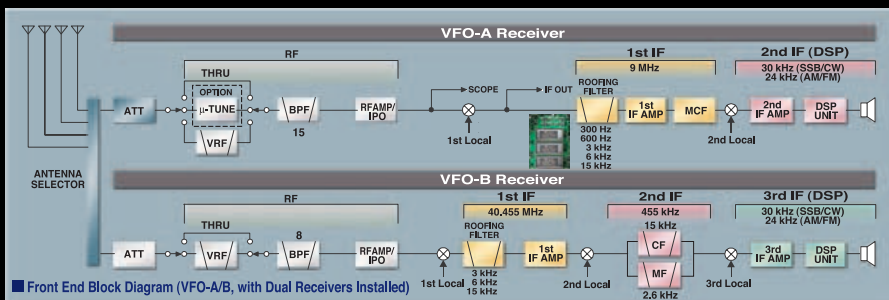 VFO-A Receiver
RF
1st IF
2nd IF (DSP)
9 MHz
30 kHz (SSB/CW)
24 kHz (AM/FM)
THRU
OPTION
μ-TUNE
ATT
VRF
BPF
15
RFAMP/
IPO
SCOPE
1st Local
IF OUT
ROOFING
FILTER
300 Hz
600 Hz
3 kHz
6 kHz
15 kHz
1st
IF AMP
MCF
2nd Local
2nd
IF AMP
DSP
UNIT
ANTENNA
SELECTOR
VFO-B Receiver
RF
1st IF
2nd IF
3rd IF (DSP)
40.455 MHz
455 kHz
30 kHz (SSB/CW)
24 kHz (AM/FM)
THRU
ATT
VRF
8
BPF
RFAMP/
IPO
1st Local
ROOFING
FILTER
3 kHz
6 kHz
15 kHz
1st
IF AMP
2nd Local
15 kHz
CF
MF
2.6 kHz
3rd Local
3rd
IF AMP
DSP
UNIT
Front End Block Diagram (VFO-A/B, with Dual Receivers Installed)